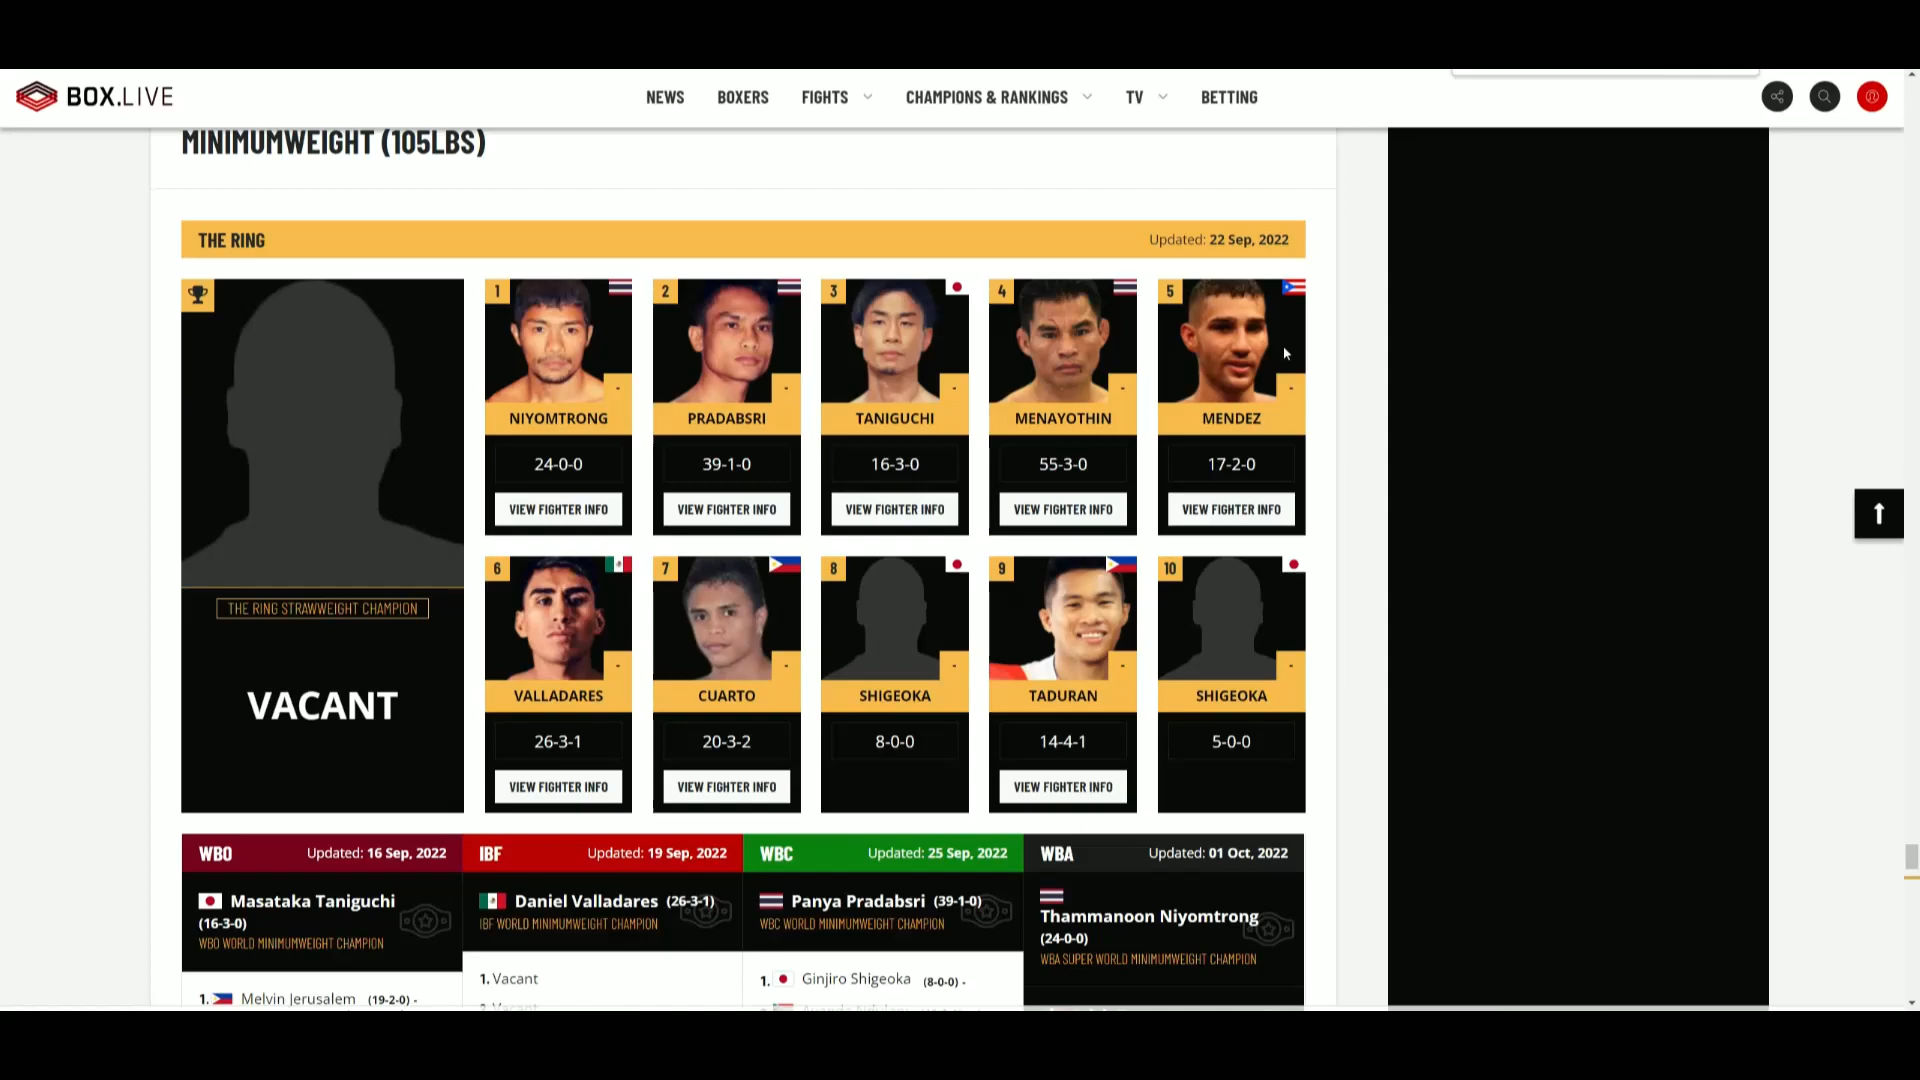 BOX.LIVE
NEWS BOXERS FIGHTS CHAMPIONS & RANKINGS TV BETTING
MINIMUMWEIGHT (105LBS)
THE RING Updated: 22 Sep, 2022
1 2 3 4 5
- - - - -
NIYOMTRONG PRADABSRI TANIGUCHI MENAYOTHIN MENDEZ
24-0-0 39-1-0 16-3-0 55-3-0 17-2-0
VIEW FIGHTER INFO VIEW FIGHTER INFO VIEW FIGHTER INFO VIEW FIGHTER INFO VIEW FIGHTER INFO
6 7 8 9 10
- - - - -
THE RING STRAWWEIGHT CHAMPION
VACANT
VALLADARES CUARTO SHIGEOKA TADURAN SHIGEOKA
26-3-1 20-3-2 8-0-0 14-4-1 5-0-0
VIEW FIGHTER INFO VIEW FIGHTER INFO VIEW FIGHTER INFO
WBO Updated: 16 Sep, 2022
Masataka Taniguchi
(16-3-0)
WBO WORLD MINIMUMWEIGHT CHAMPION
1. Melvin Jerusalem (19-2-0) -
IBF Updated: 19 Sep, 2022
Daniel Valladares (26-3-1)
IBF WORLD MINIMUMWEIGHT CHAMPION
1. Vacant
2. Vacant
WBC Updated: 25 Sep, 2022
Panya Pradabsri (39-1-0)
WBC WORLD MINIMUMWEIGHT CHAMPION
1. Ginjiro Shigeoka (8-0-0) -
WBA Updated: 01 Oct, 2022
Thammanoon Niyomtrong
(24-0-0)
WBA SUPER WORLD MINIMUMWEIGHT CHAMPION